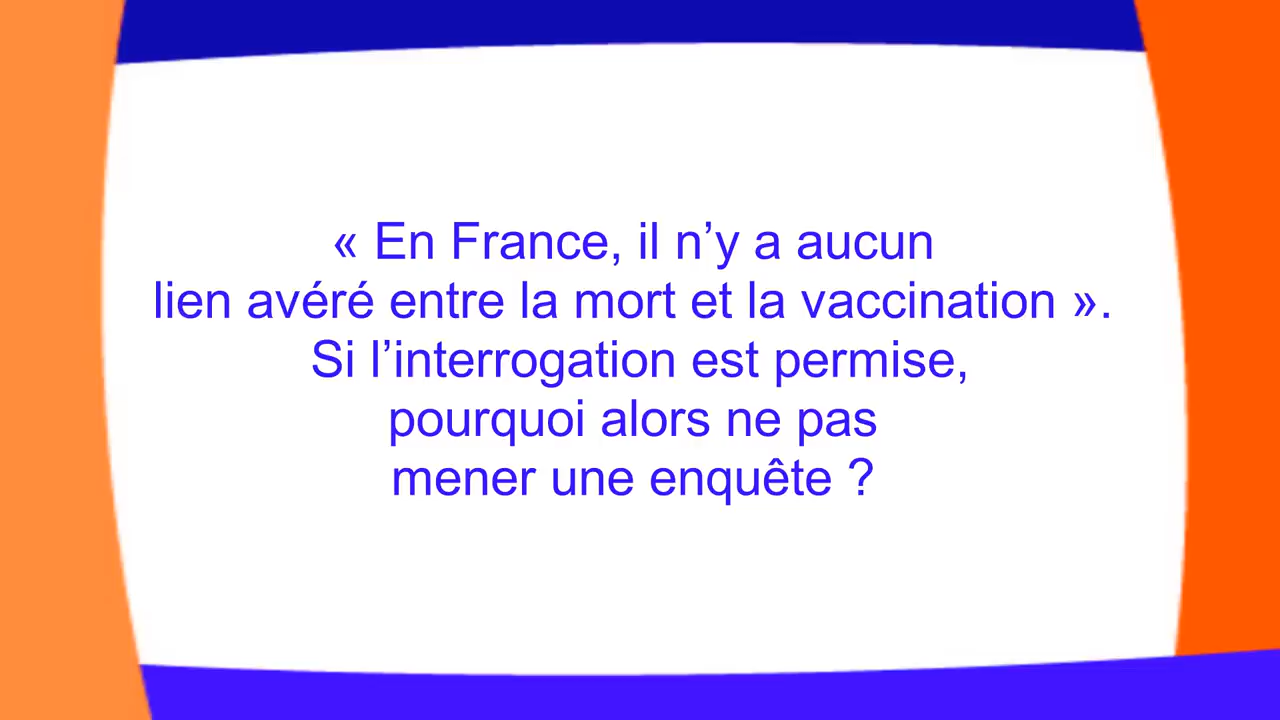 « En France, il n’y a aucun
lien avéré entre la mort et la vaccination ».
Si l’interrogation est permise,
pourquoi alors ne pas
mener une enquête ?